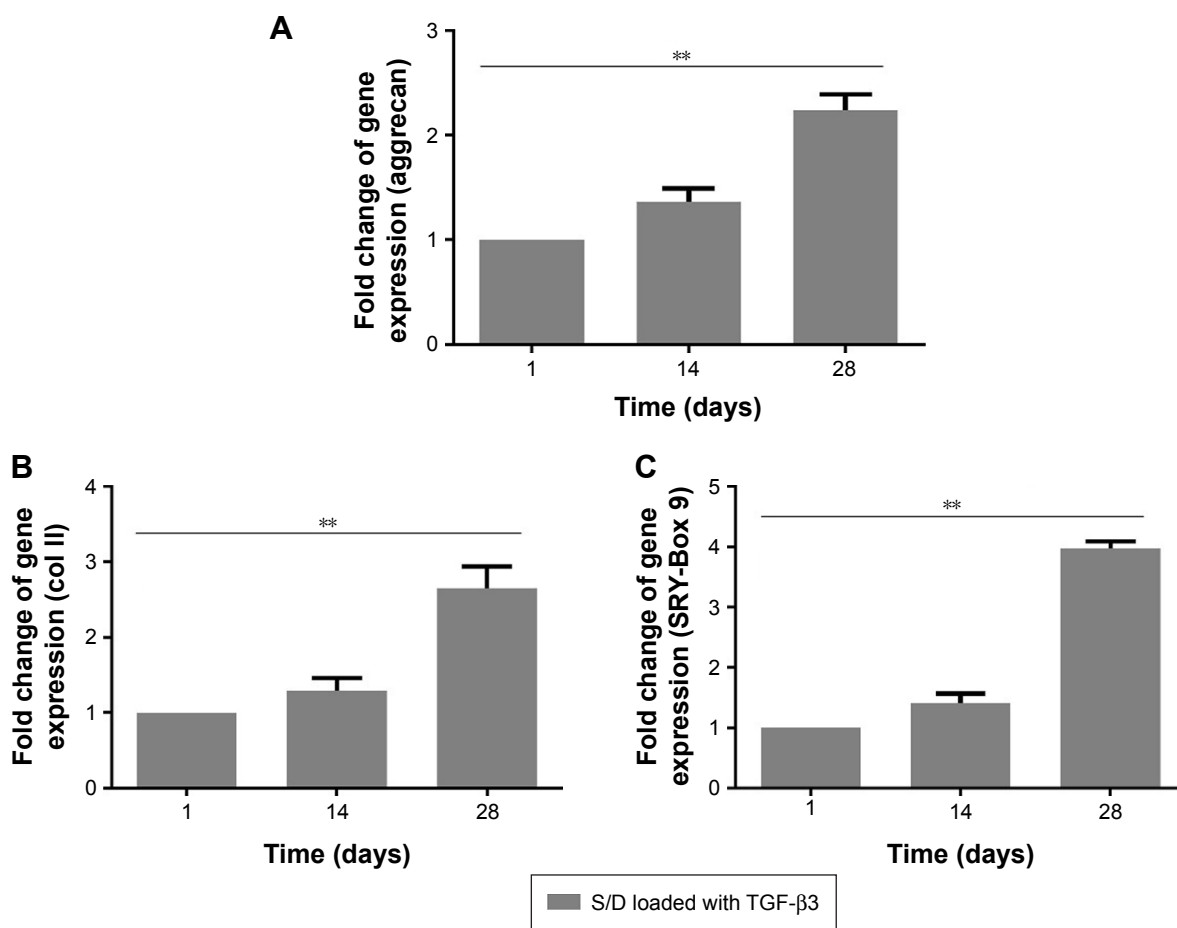 A
Fold change of gene
expression (aggrecan)
3
2
1
0
**
1 14 28
Time (days)
B
Fold change of gene
expression (col II)
4
3
2
1
0
**
1 14 28
Time (days)
C
Fold change of gene
expression (SRY-Box 9)
5
4
3
2
1
0
**
1 14 28
Time (days)
S/D loaded with TGF-β3